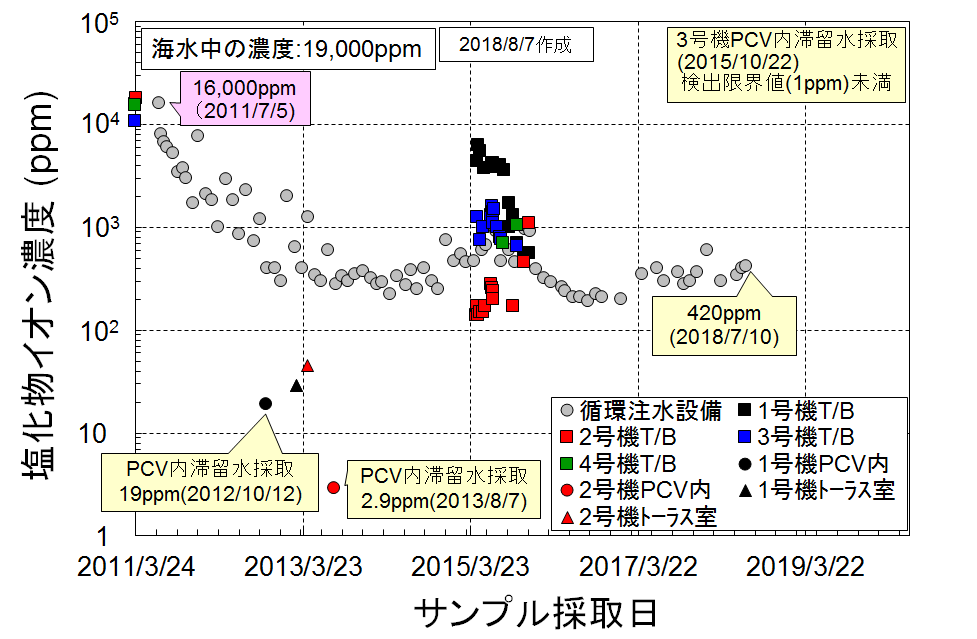 10⁵
10⁴
10³
10²
10
1
塩化物イオン濃度 (ppm)
海水中の濃度:19,000ppm
2018/8/7作成
3号機PCV内滞留水採取
(2015/10/22)
検出限界値(1ppm)未満
16,000ppm
(2011/7/5)
420ppm
(2018/7/10)
PCV内滞留水採取
19ppm(2012/10/12)
PCV内滞留水採取
2.9ppm(2013/8/7)
循環注水設備
1号機T/B
2号機T/B
3号機T/B
4号機T/B
1号機PCV内
2号機PCV内
1号機トーラス室
2号機トーラス室
2011/3/24
2013/3/23
2015/3/23
2017/3/22
2019/3/22
サンプル採取日